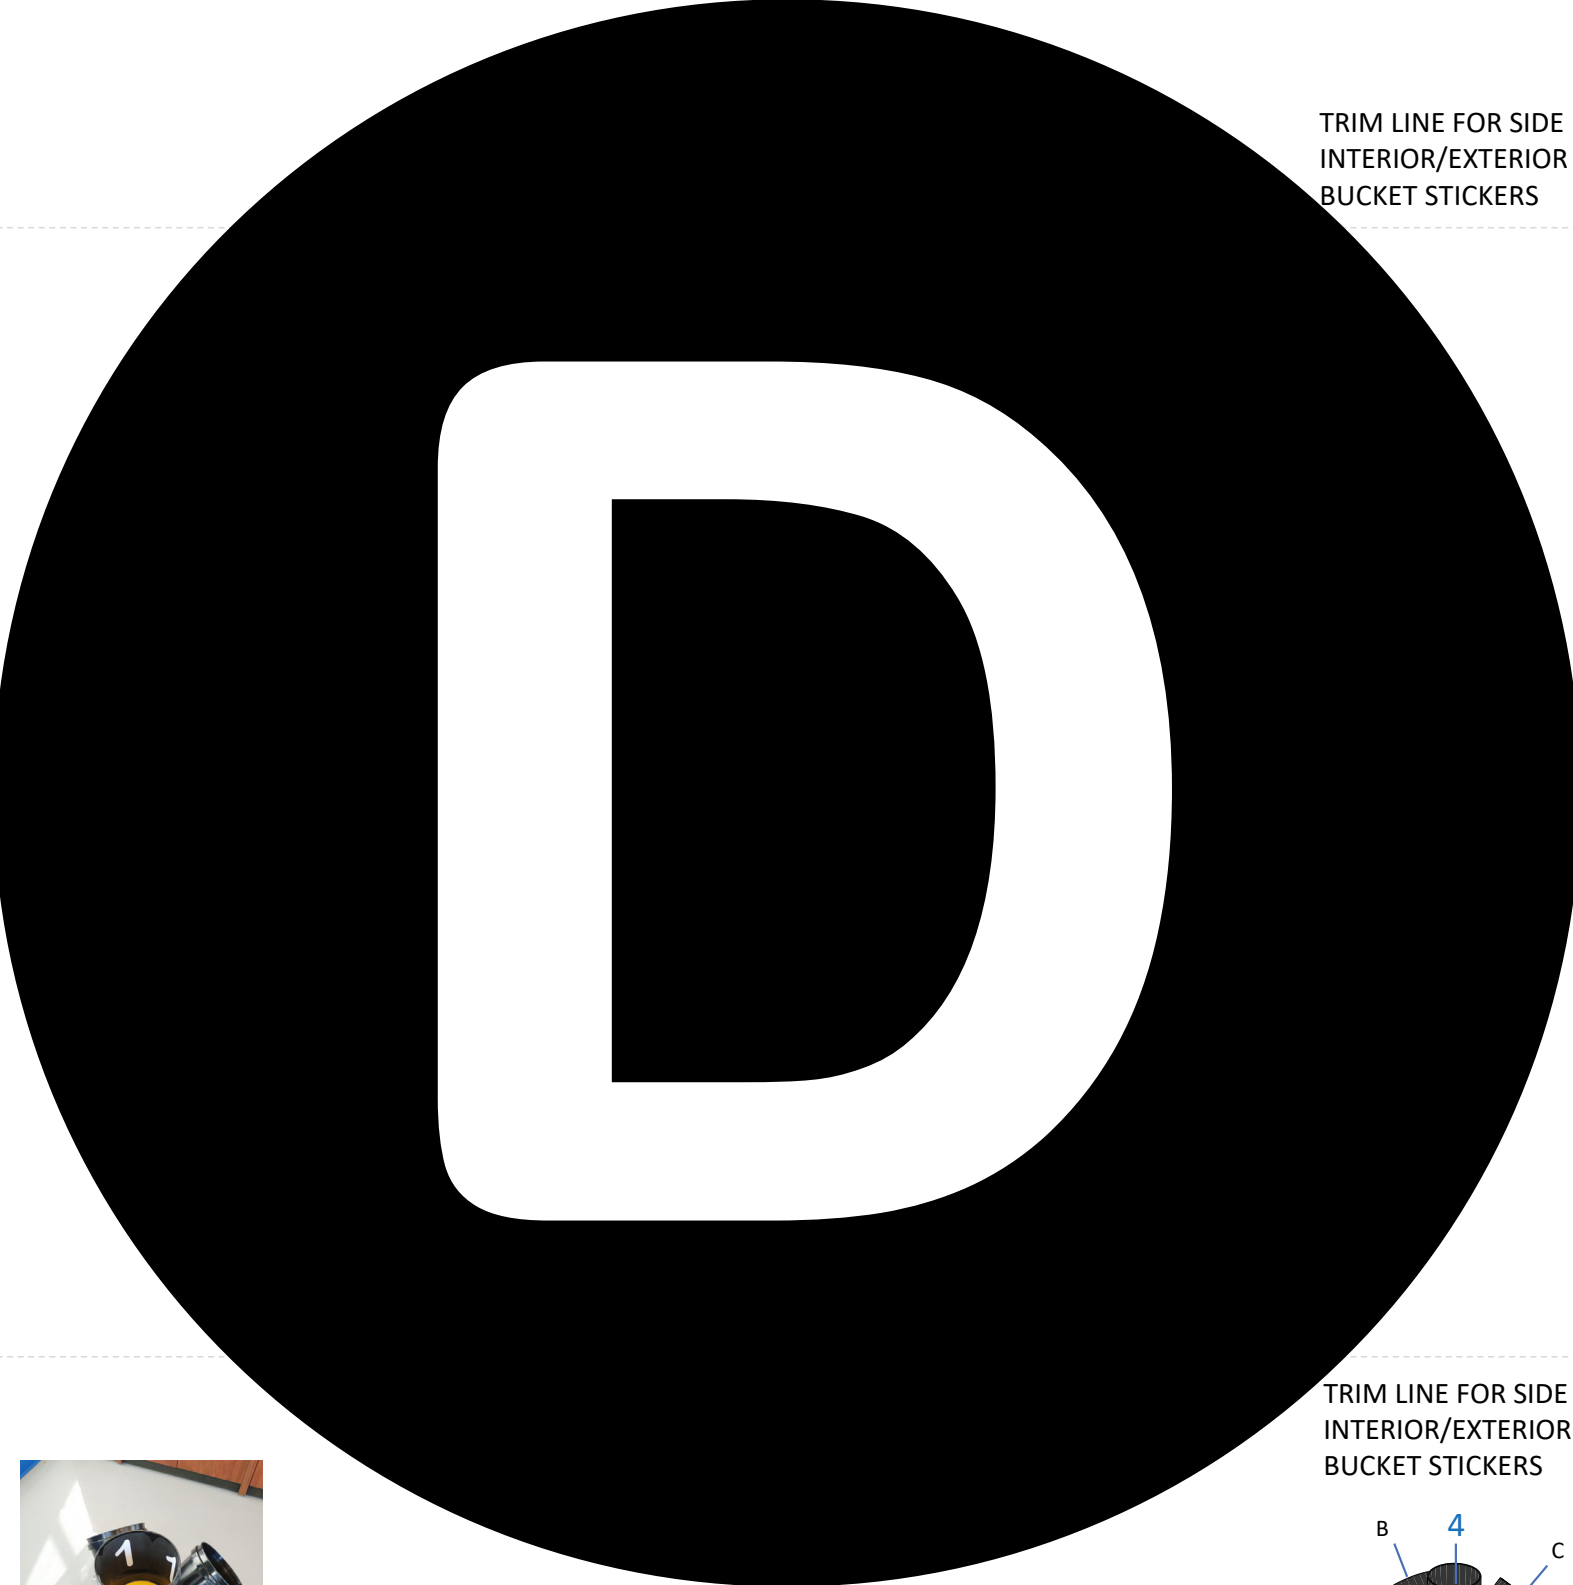 TRIM LINE FOR SIDE
INTERIOR/EXTERIOR
BUCKET STICKERS
D
TRIM LINE FOR SIDE
INTERIOR/EXTERIOR
BUCKET STICKERS
B 4 C
1